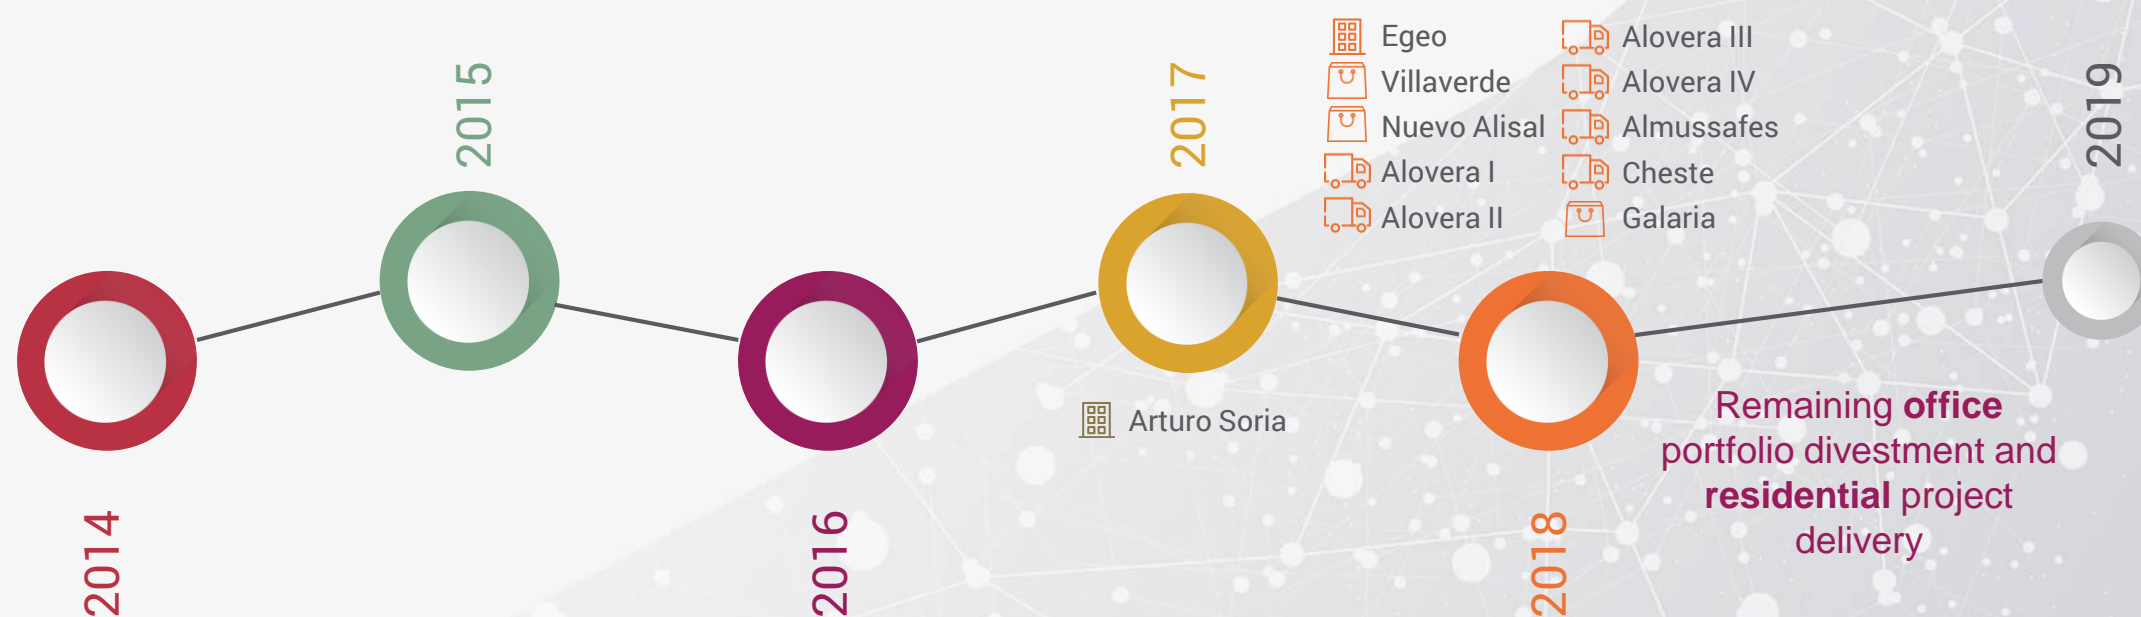 2014
2015
2016
2017
Arturo Soria
Egeo
Villaverde
Nuevo Alisal
Alovera I
Alovera II
Alovera III
Alovera IV
Almussafes
Cheste
Galaria
2018
Remaining office
portfolio divestment and
residential project
delivery
2019